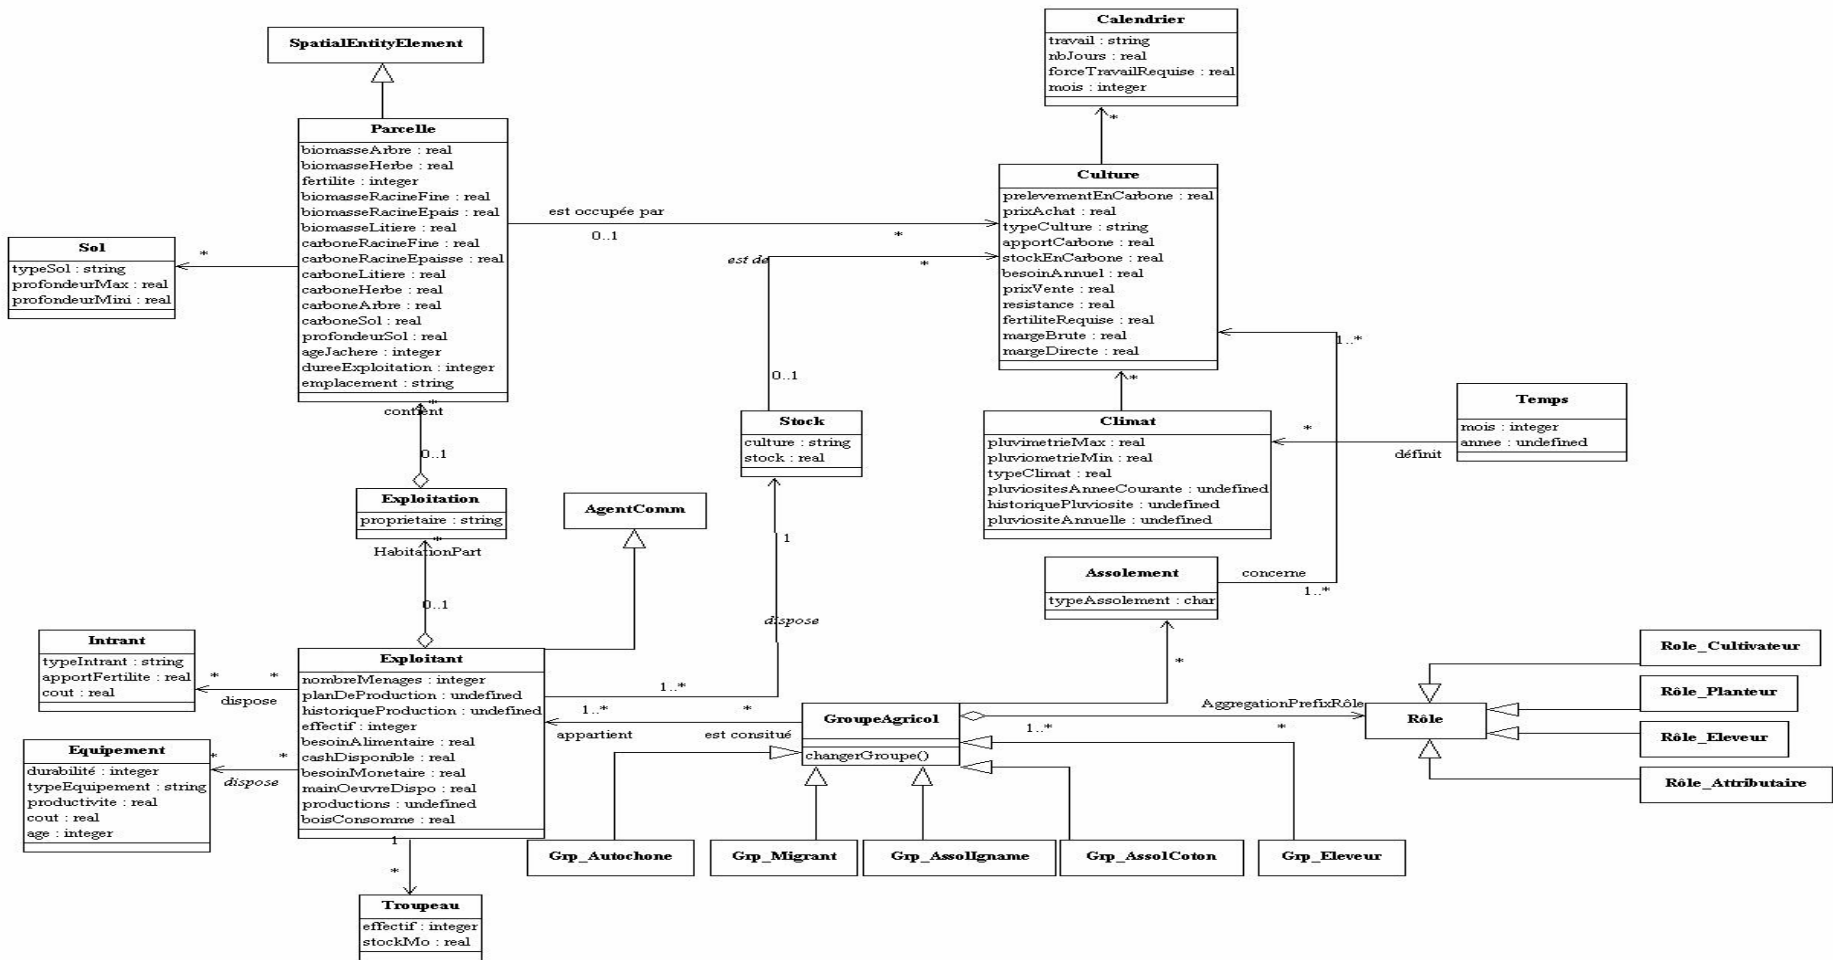 SpatialEntityElement
Calendrier
travail : string
nbJours : real
forceTravailRequise : real
mois : integer
*
Parcelle
biomasseArbre : real
biomasseHerbe : real
fertilite : integer
biomasseRacineFine : real
biomasseRacineEpais : real
biomasseLitiere : real
carboneRacineFine : real
carboneRacineEpaisse : real
carboneLitiere : real
carboneHerbe : real
carboneArbre : real
carboneSol : real
profondeurSol : real
ageJachere : integer
dureeExploitation : integer
emplacement : string
est occupée par
0..1
*
Culture
prelevementEnCarbone : real
prixAchat : real
typeCulture : string
apportCarbone : real
stockEnCarbone : real
besoinAnnuel : real
prixVente : real
resistance : real
fertiliteRequise : real
margeBrute : real
margeDirecte : real
Sol
typeSol : string
profondeurMax : real
profondeurMini : real
*
est de
*
0..1
1..*
*
contient
*
0..1
Stock
culture : string
stock : real
Climat
pluvimetrieMax : real
pluviometrieMin : real
typeClimat : real
pluviositesAnneeCourante : undefined
historiquePluviosite : undefined
pluviositeAnnuelle : undefined
*
définit
Temps
mois : integer
annee : undefined
Exploitation
proprietaire : string
*
HabitationPart
0..1
AgentComm
1
dispose
1..*
Assolement
typeAssolement : char
concerne
1..*
*
Intrant
typeIntrant : string
apportFertilite : real
cout : real
* *
dispose
Exploitant
nombreMenages : integer
planDeProduction : undefined
historiqueProduction : undefined
effectif : integer
besoinAlimentaire : real
cashDisponible : real
besoinMonetaire : real
mainOeuvreDispo : real
productions : undefined
boisConsomme : real
Equipement
durabilité : integer
typeEquipement : string
productivite : real
cout : real
age : integer
* *
dispose
1..* *
appartient est consitué
GroupeAgricol
changerGroupe()
AggregationPrefixRôle
1..* *
Rôle
Role_Cultivateur
Rôle_Planteur
Rôle_Eleveur
Rôle_Attributaire
Grp_Autochone
Grp_Migrant
Grp_AssolIgname
Grp_AssolCoton
Grp_Eleveur
1
*
Troupeau
effectif : integer
stockMo : real